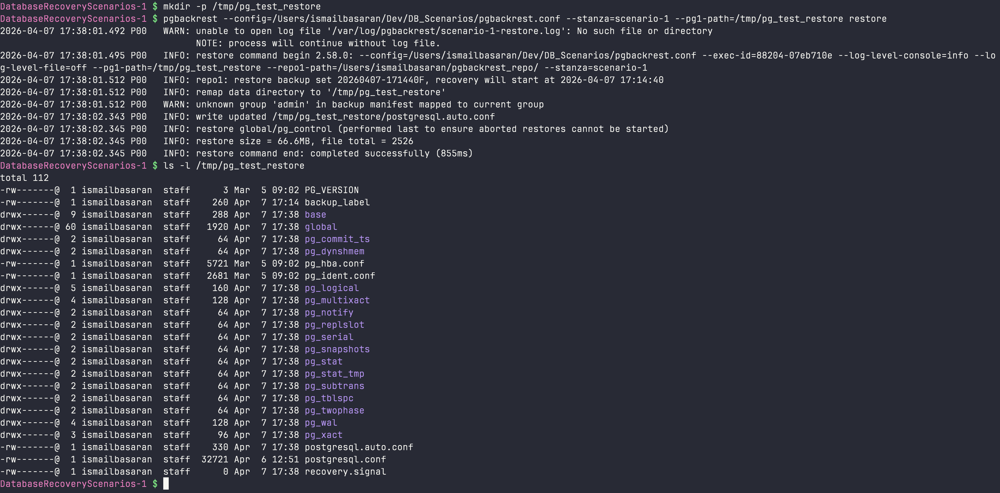 DatabaseRecoveryScenarios-1 $ mkdir -p /tmp/pg_test_restore
DatabaseRecoveryScenarios-1 $ pgbackrest --config=/Users/ismailbasaran/Dev/DB_Scenarios/pgbackrest.conf --stanza=scenario-1 --pg1-path=/tmp/pg_test_restore restore
2026-04-07 17:38:01.492 P00   WARN: unable to open log file '/var/log/pgbackrest/scenario-1-restore.log': No such file or directory
                                    NOTE: process will continue without log file.
2026-04-07 17:38:01.495 P00   INFO: restore command begin 2.58.0: --config=/Users/ismailbasaran/Dev/DB_Scenarios/pgbackrest.conf --exec-id=88204-07eb710e --log-level-console=info --lo
g-level-file=off --pg1-path=/tmp/pg_test_restore --repo1-path=/Users/ismailbasaran/pgbackrest_repo/ --stanza=scenario-1
2026-04-07 17:38:01.512 P00   INFO: repo1: restore backup set 20260407-171440F, recovery will start at 2026-04-07 17:14:40
2026-04-07 17:38:01.512 P00   INFO: remap data directory to '/tmp/pg_test_restore'
2026-04-07 17:38:01.512 P00   WARN: unknown group 'admin' in backup manifest mapped to current group
2026-04-07 17:38:02.343 P00   INFO: write updated /tmp/pg_test_restore/postgresql.auto.conf
2026-04-07 17:38:02.345 P00   INFO: restore global/pg_control (performed last to ensure aborted restores cannot be started)
2026-04-07 17:38:02.345 P00   INFO: restore size = 66.6MB, file total = 2526
2026-04-07 17:38:02.345 P00   INFO: restore command end: completed successfully (855ms)
DatabaseRecoveryScenarios-1 $ ls -l /tmp/pg_test_restore
total 112
-rw-------@  1 ismailbasaran  staff      3 Mar  5 09:02 PG_VERSION
-rw-------@  1 ismailbasaran  staff    260 Apr  7 17:14 backup_label
drwx------@  9 ismailbasaran  staff    288 Apr  7 17:38 base
drwx------@ 60 ismailbasaran  staff   1920 Apr  7 17:38 global
drwx------@  2 ismailbasaran  staff     64 Apr  7 17:38 pg_commit_ts
drwx------@  2 ismailbasaran  staff     64 Apr  7 17:38 pg_dynshmem
-rw-------@  1 ismailbasaran  staff   5721 Mar  5 09:02 pg_hba.conf
-rw-------@  1 ismailbasaran  staff   2681 Mar  5 09:02 pg_ident.conf
drwx------@  5 ismailbasaran  staff    160 Apr  7 17:38 pg_logical
drwx------@  4 ismailbasaran  staff    128 Apr  7 17:38 pg_multixact
drwx------@  2 ismailbasaran  staff     64 Apr  7 17:38 pg_notify
drwx------@  2 ismailbasaran  staff     64 Apr  7 17:38 pg_replslot
drwx------@  2 ismailbasaran  staff     64 Apr  7 17:38 pg_serial
drwx------@  2 ismailbasaran  staff     64 Apr  7 17:38 pg_snapshots
drwx------@  2 ismailbasaran  staff     64 Apr  7 17:38 pg_stat
drwx------@  2 ismailbasaran  staff     64 Apr  7 17:38 pg_stat_tmp
drwx------@  2 ismailbasaran  staff     64 Apr  7 17:38 pg_subtrans
drwx------@  2 ismailbasaran  staff     64 Apr  7 17:38 pg_tblspc
drwx------@  2 ismailbasaran  staff     64 Apr  7 17:38 pg_twophase
drwx------@  4 ismailbasaran  staff    128 Apr  7 17:38 pg_wal
drwx------@  3 ismailbasaran  staff     96 Apr  7 17:38 pg_xact
-rw-------@  1 ismailbasaran  staff    330 Apr  7 17:38 postgresql.auto.conf
-rw-------@  1 ismailbasaran  staff  32721 Apr  6 12:51 postgresql.conf
-rw-------@  1 ismailbasaran  staff      0 Apr  7 17:38 recovery.signal
DatabaseRecoveryScenarios-1 $